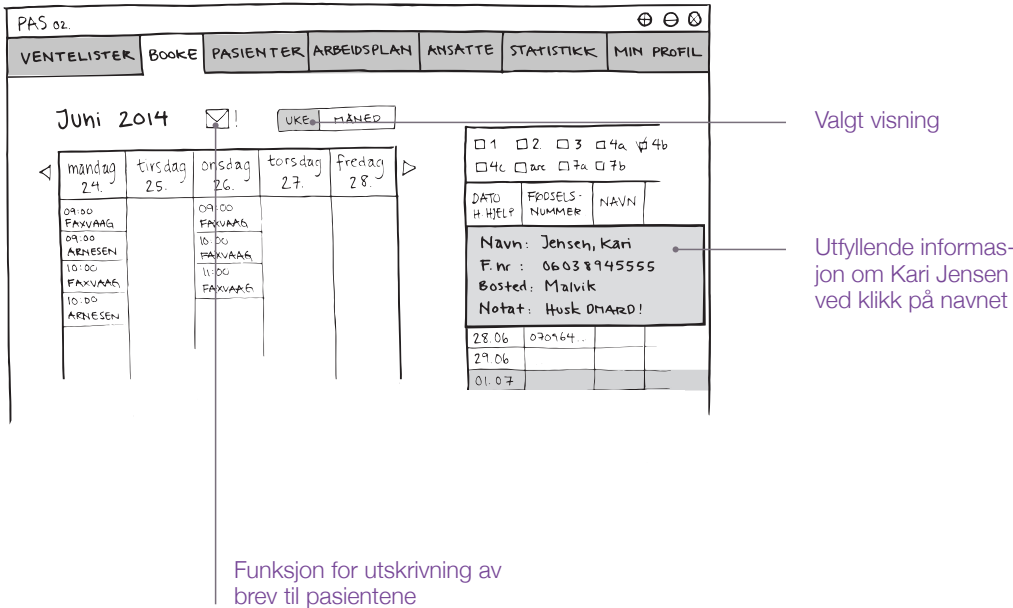 PAS 02.
VENTELISTER BOOKE PASIENTER ARBEIDSPLAN ANSATTE STATISTIKK MIN PROFIL
Juni 2014 ! UKE MÅNED
mandag tirsdag onsdag torsdag fredag
24. 25. 26. 27. 28.
09:00 09:00
FAXVAAG FAXVAAG
09:00 10:00
ARNESEN FAXVAAG
10:00 11:00
FAXVAAG FAXVAAG
10:00
ARNESEN
1 2 3 4a 4b
4c arc 7a 7b
DATO FØDSELS- NAVN
H.HJELP NUMMER
Navn: Jensen, Kari
F.nr : 06038945555
Bosted: Malvik
Notat: Husk DMARD!
28.06 070964..
29.06
01.07
Valgt visning
Utfyllende informas-
jon om Kari Jensen
ved klikk på navnet
Funksjon for utskrivning av
brev til pasientene